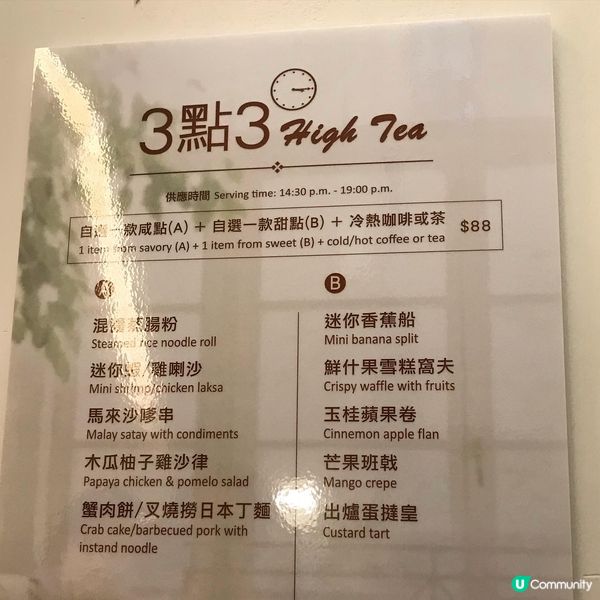 3點3 High Tea
供應時間 Serving time: 14:30 p.m. - 19:00 p.m.
自選一款咸點(A) + 自選一款甜點(B) + 冷熱咖啡或茶 $88
1 item from savory (A) + 1 item from sweet (B) + cold/hot coffee or tea
A
混醬蒸腸粉
Steamed rice noodle roll
迷你蝦/雞喇沙
Mini shrimp/chicken laksa
馬來沙嗲串
Malay satay with condiments
木瓜柚子雞沙律
Papaya chicken & pomelo salad
蟹肉餅/叉燒撈日本丁麵
Crab cake/barbecued pork with
instand noodle
B
迷你香蕉船
Mini banana split
鮮什果雪糕窩夫
Crispy waffle with fruits
玉桂蘋果卷
Cinnemon apple flan
芒果班戟
Mango crepe
出爐蛋撻皇
Custard tart
U Community